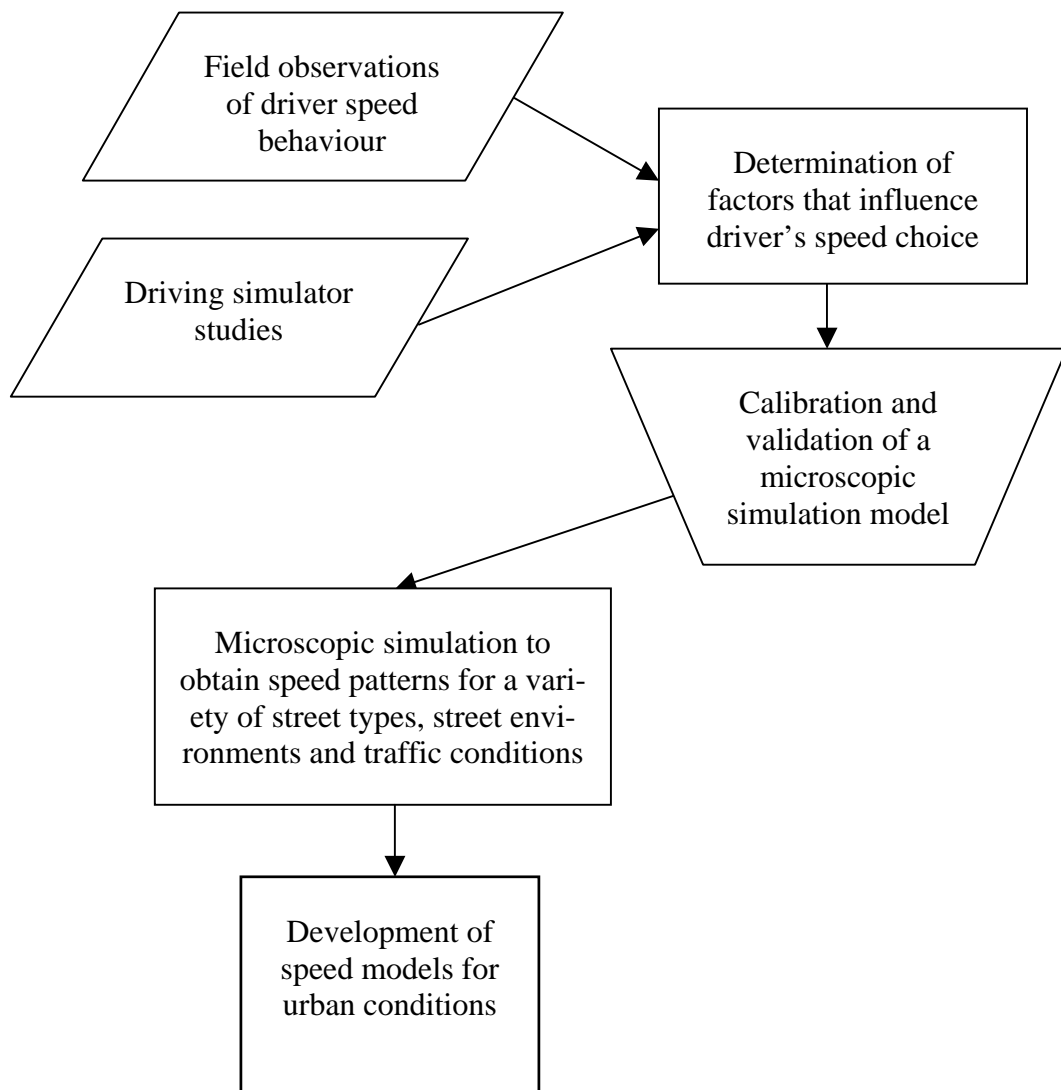 Field observations
of driver speed
behaviour
Determination of
factors that influence
driver’s speed choice
Driving simulator
studies
Calibration and
validation of a
microscopic
simulation model
Microscopic simulation to
obtain speed patterns for a vari-
ety of street types, street envi-
ronments and traffic conditions
Development of
speed models for
urban conditions